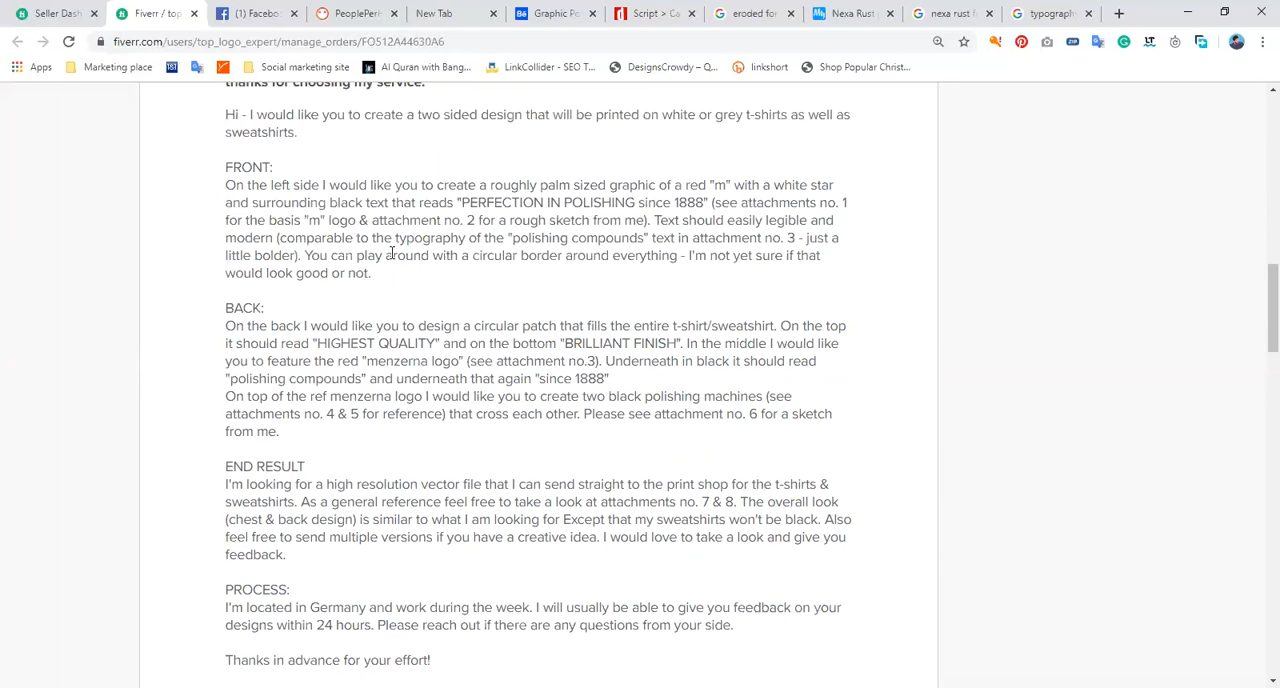 Seller Dash
Fiverr / top
(1) Facebo
PeoplePerH
New Tab
Graphic Po
Script > Ca
eroded for
Nexa Rust
nexa rust f
typograph
fiverr.com/users/top_logo_expert/manage_orders/FO512A44630A6
Apps
Marketing place
Social marketing site
Al Quran with Bang...
LinkCollider - SEO T...
DesignsCrowdy – Q...
linkshort
Shop Popular Christ...
thanks for choosing my service.
Hi - I would like you to create a two sided design that will be printed on white or grey t-shirts as well as
sweatshirts.
FRONT:
On the left side I would like you to create a roughly palm sized graphic of a red "m" with a white star
and surrounding black text that reads "PERFECTION IN POLISHING since 1888" (see attachments no. 1
for the basis "m" logo & attachment no. 2 for a rough sketch from me). Text should easily legible and
modern (comparable to the typography of the "polishing compounds" text in attachment no. 3 - just a
little bolder). You can play around with a circular border around everything - I'm not yet sure if that
would look good or not.
BACK:
On the back I would like you to design a circular patch that fills the entire t-shirt/sweatshirt. On the top
it should read "HIGHEST QUALITY" and on the bottom "BRILLIANT FINISH". In the middle I would like
you to feature the red "menzerna logo" (see attachment no.3). Underneath in black it should read
"polishing compounds" and underneath that again "since 1888"
On top of the ref menzerna logo I would like you to create two black polishing machines (see
attachments no. 4 & 5 for reference) that cross each other. Please see attachment no. 6 for a sketch
from me.
END RESULT
I'm looking for a high resolution vector file that I can send straight to the print shop for the t-shirts &
sweatshirts. As a general reference feel free to take a look at attachments no. 7 & 8. The overall look
(chest & back design) is similar to what I am looking for Except that my sweatshirts won't be black. Also
feel free to send multiple versions if you have a creative idea. I would love to take a look and give you
feedback.
PROCESS:
I'm located in Germany and work during the week. I will usually be able to give you feedback on your
designs within 24 hours. Please reach out if there are any questions from your side.
Thanks in advance for your effort!